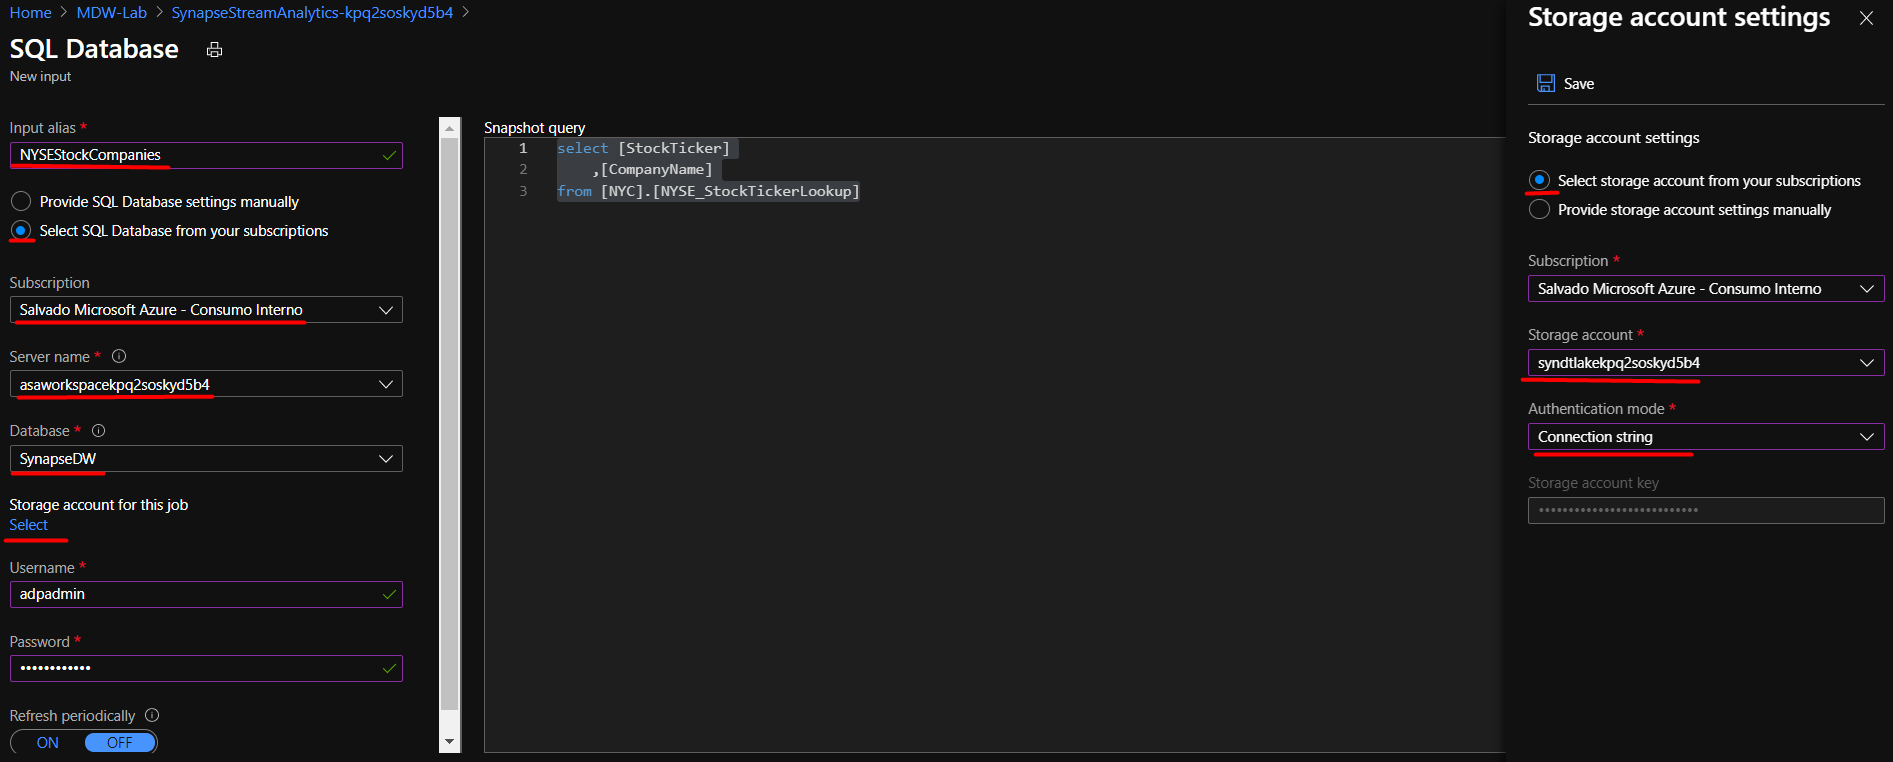 Home > MDW-Lab > SynapseStreamAnalytics-kpq2soskyd5b4 >
SQL Database
New input
Input alias *
NYSEStockCompanies
Provide SQL Database settings manually
Select SQL Database from your subscriptions
Subscription
Salvado Microsoft Azure - Consumo Interno
Server name *
asaworkspacekpq2soskyd5b4
Database *
SynapseDW
Storage account for this job
Select
Username *
adpadmin
Password *
••••••••••••
Refresh periodically
ON OFF
Snapshot query
1 select [StockTicker]
2 ,[CompanyName]
3 from [NYC].[NYSE_StockTickerLookup]
Storage account settings
Save
Storage account settings
Select storage account from your subscriptions
Provide storage account settings manually
Subscription *
Salvado Microsoft Azure - Consumo Interno
Storage account *
syndtlakekpq2soskyd5b4
Authentication mode *
Connection string
Storage account key
•••••••••••••••••••••••••••